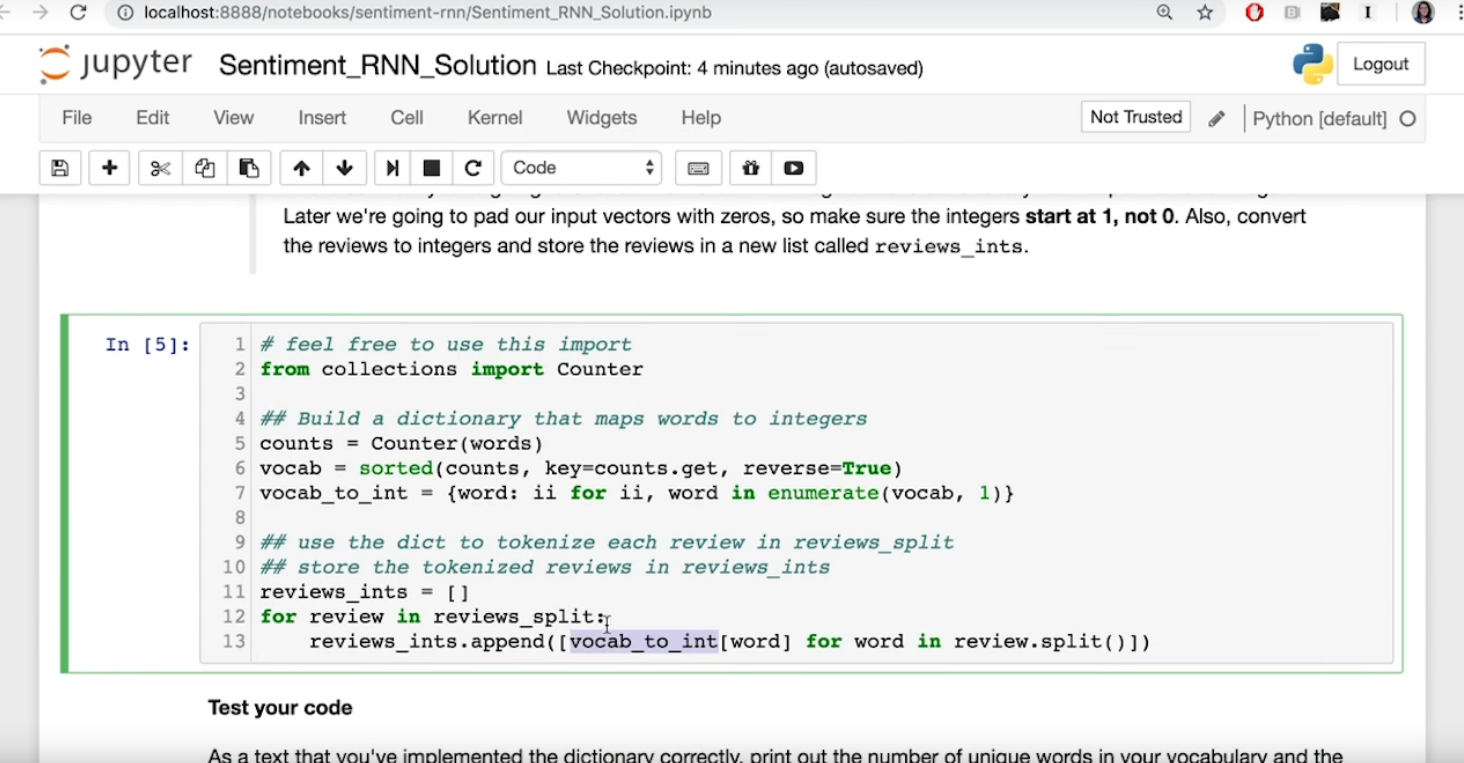 localhost:8888/notebooks/sentiment-rnn/Sentiment_RNN_Solution.ipynb
jupyter Sentiment_RNN_Solution Last Checkpoint: 4 minutes ago (autosaved) Logout
File Edit View Insert Cell Kernel Widgets Help Not Trusted Python [default]
Code
Later we're going to pad our input vectors with zeros, so make sure the integers start at 1, not 0. Also, convert
the reviews to integers and store the reviews in a new list called reviews_ints.
In [5]:
1 # feel free to use this import
2 from collections import Counter
3
4 ## Build a dictionary that maps words to integers
5 counts = Counter(words)
6 vocab = sorted(counts, key=counts.get, reverse=True)
7 vocab_to_int = {word: ii for ii, word in enumerate(vocab, 1)}
8
9 ## use the dict to tokenize each review in reviews_split
10 ## store the tokenized reviews in reviews_ints
11 reviews_ints = []
12 for review in reviews_split:
13 reviews_ints.append([vocab_to_int[word] for word in review.split()])
Test your code
As a text that you've implemented the dictionary correctly, print out the number of unique words in your vocabulary and the